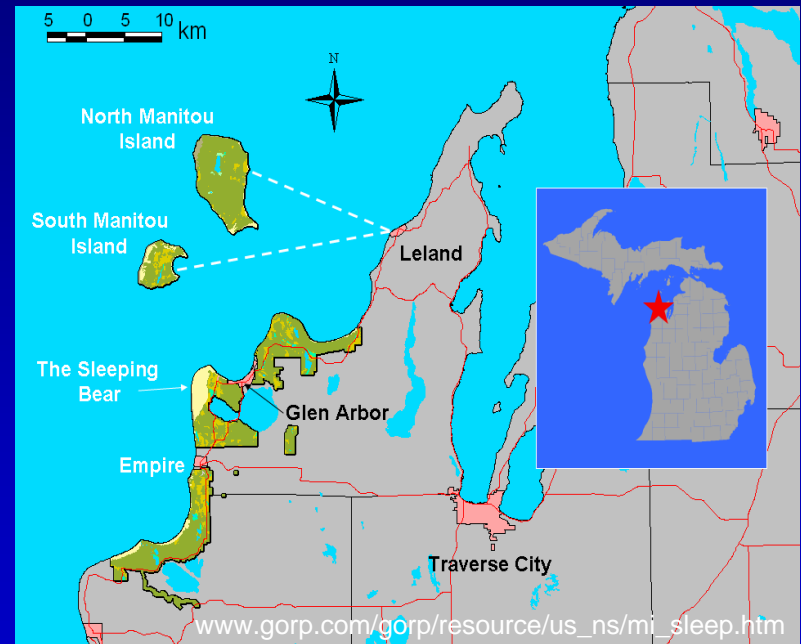 5 0 5 10 km
N
North Manitou
Island
South Manitou
Island
Leland
The Sleeping
Bear
Glen Arbor
Empire
Traverse City
www.gorp.com/gorp/resource/us_ns/mi_sleep.htm